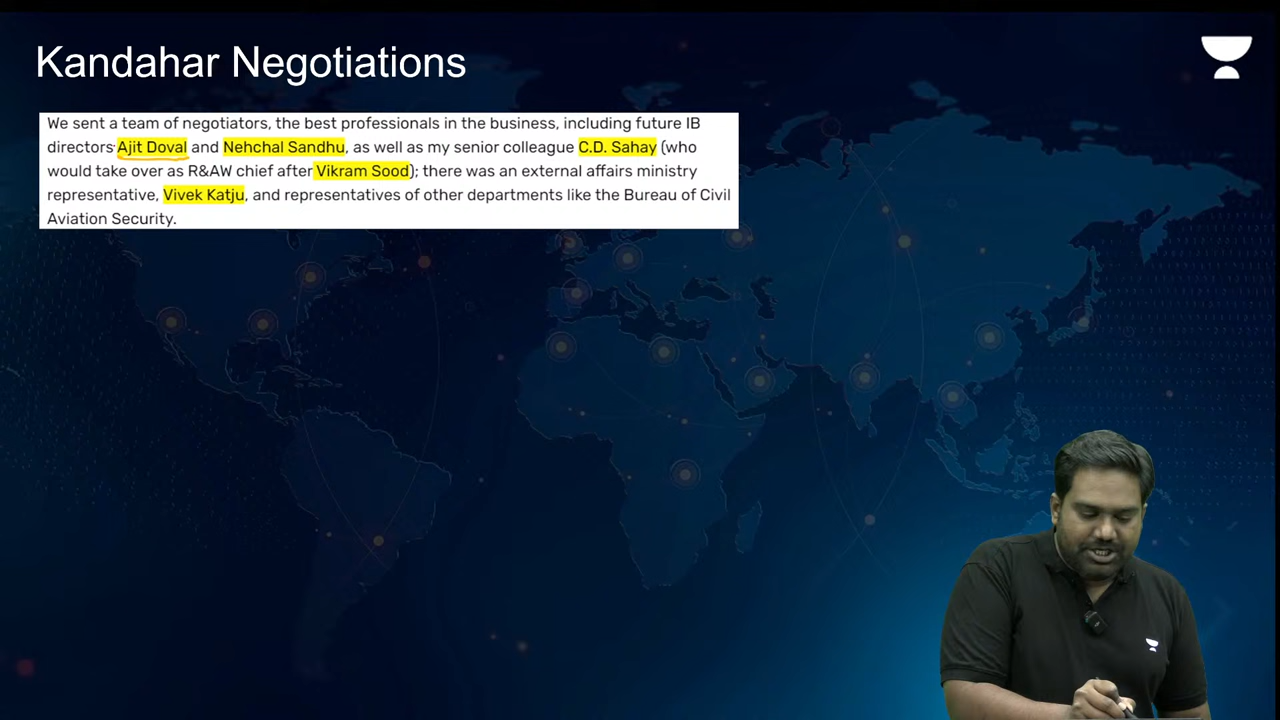 Kandahar Negotiations
We sent a team of negotiators, the best professionals in the business, including future IB
directors Ajit Doval and Nehchal Sandhu, as well as my senior colleague C.D. Sahay (who
would take over as R&AW chief after Vikram Sood); there was an external affairs ministry
representative, Vivek Katju, and representatives of other departments like the Bureau of Civil
Aviation Security.